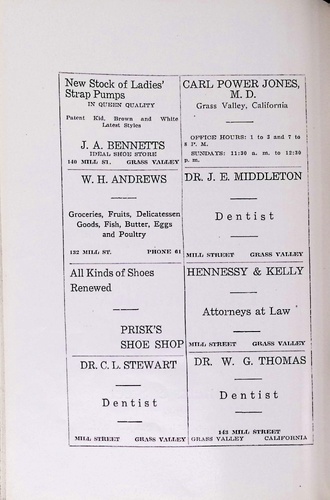 New Stock of Ladies'
Strap Pumps
IN QUEEN QUALITY
Patent Kid, Brown and White
Latest Styles
J. A. BENNETTS
IDEAL SHOE STORE
140 MILL ST. GRASS VALLEY
CARL POWER JONES,
M. D.
Grass Valley, California
OFFICE HOURS: 1 to 3 and 7 to
8 P. M.
SUNDAYS: 11:30 a. m. to 12:30
p. m.
W. H. ANDREWS
Groceries, Fruits, Delicatessen
Goods, Fish, Butter, Eggs
and Poultry
132 MILL ST. PHONE 61
DR. J. E. MIDDLETON
Dentist
MILL STREET GRASS VALLEY
All Kinds of Shoes
Renewed
PRISK'S
SHOE SHOP
HENNESSY & KELLY
Attorneys at Law
MILL STREET GRASS VALLEY
DR. C. L. STEWART
Dentist
MILL STREET GRASS VALLEY
DR. W. G. THOMAS
Dentist
143 MILL STREET
GRASS VALLEY CALIFORNIA